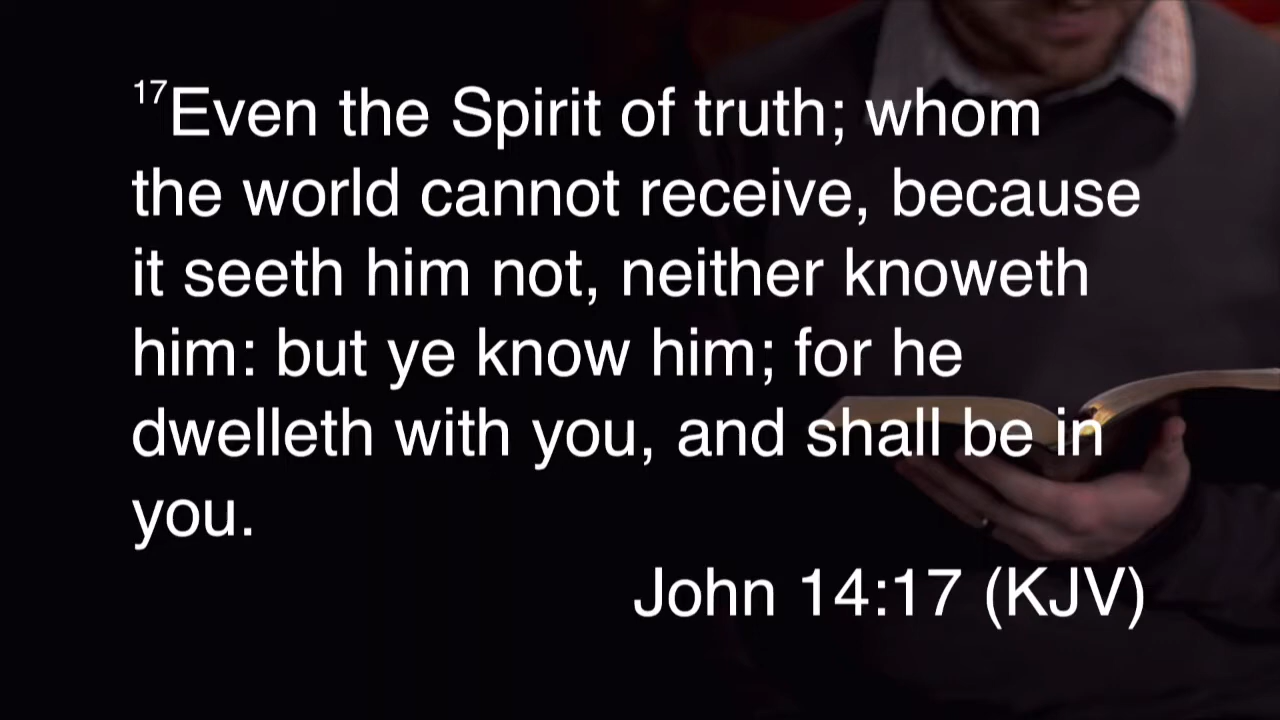 17Even the Spirit of truth; whom
the world cannot receive, because
it seeth him not, neither knoweth
him: but ye know him; for he
dwelleth with you, and shall be in
you.
John 14:17 (KJV)